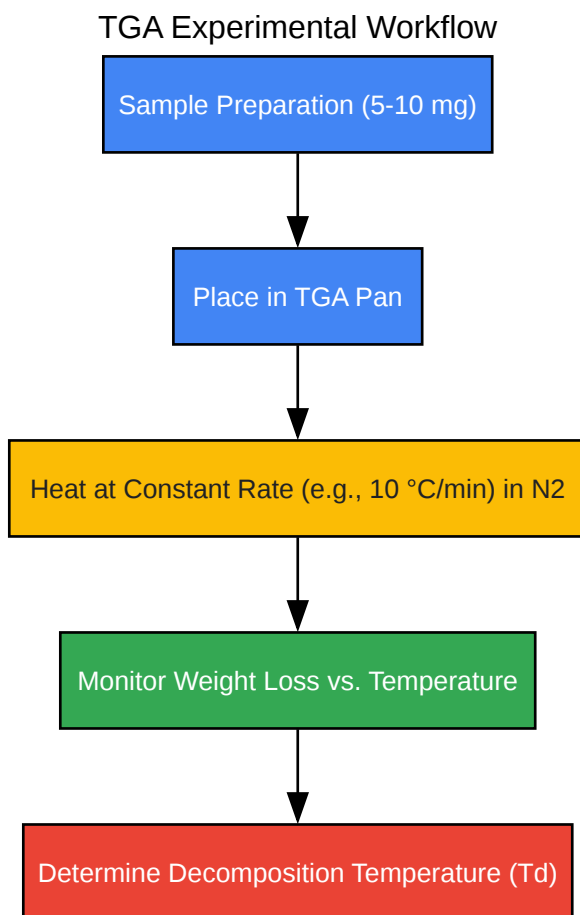 TGA Experimental Workflow
Sample Preparation (5-10 mg)
Place in TGA Pan
Heat at Constant Rate (e.g., 10 °C/min) in N2
Monitor Weight Loss vs. Temperature
Determine Decomposition Temperature (Td)